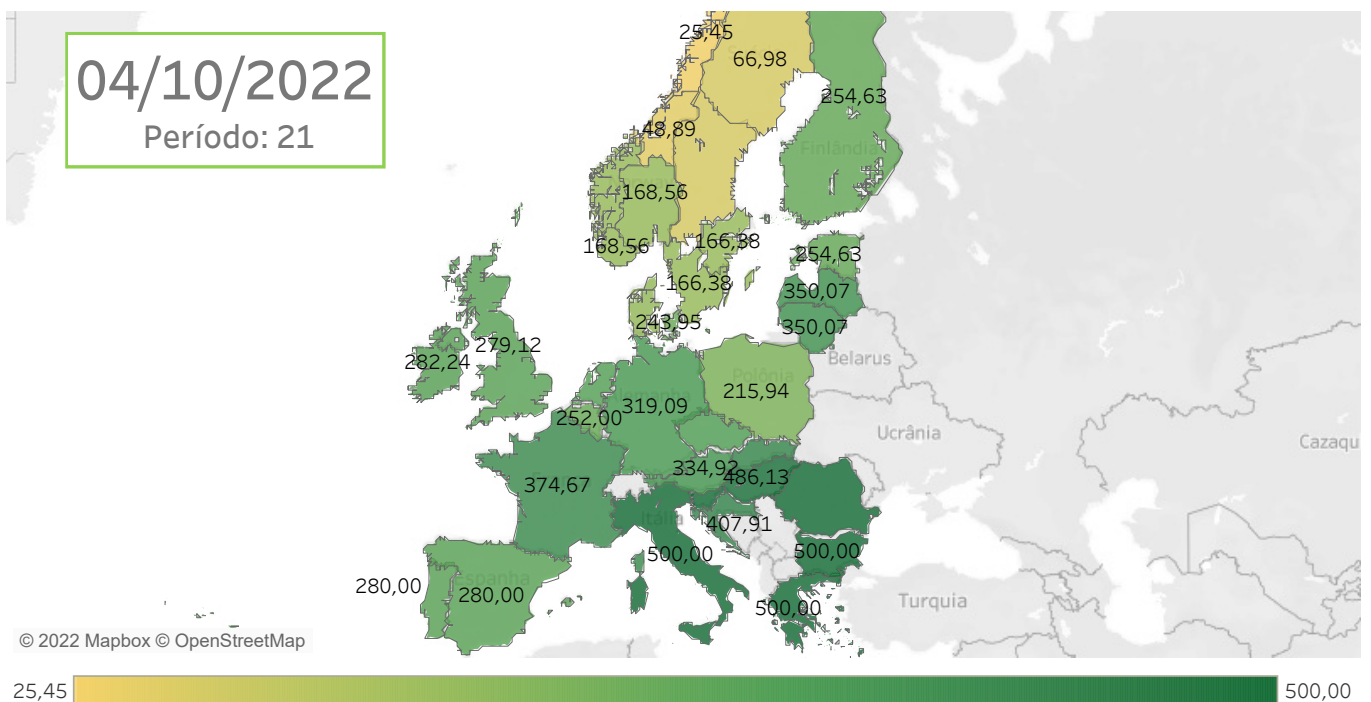 04/10/2022
Período: 21
25,45
66,98
254,63
48,89
Finlândia
168,56
168,56
166,38
254,63
166,38
350,07
243,95
350,07
279,12
282,24
Belarus
Polônia
215,94
319,09
252,00
Ucrânia
Cazaqu
334,92
486,13
374,67
Itália
407,91
500,00
500,00
280,00
Espanha
280,00
500,00
Turquia
© 2022 Mapbox © OpenStreetMap
25,45
500,00